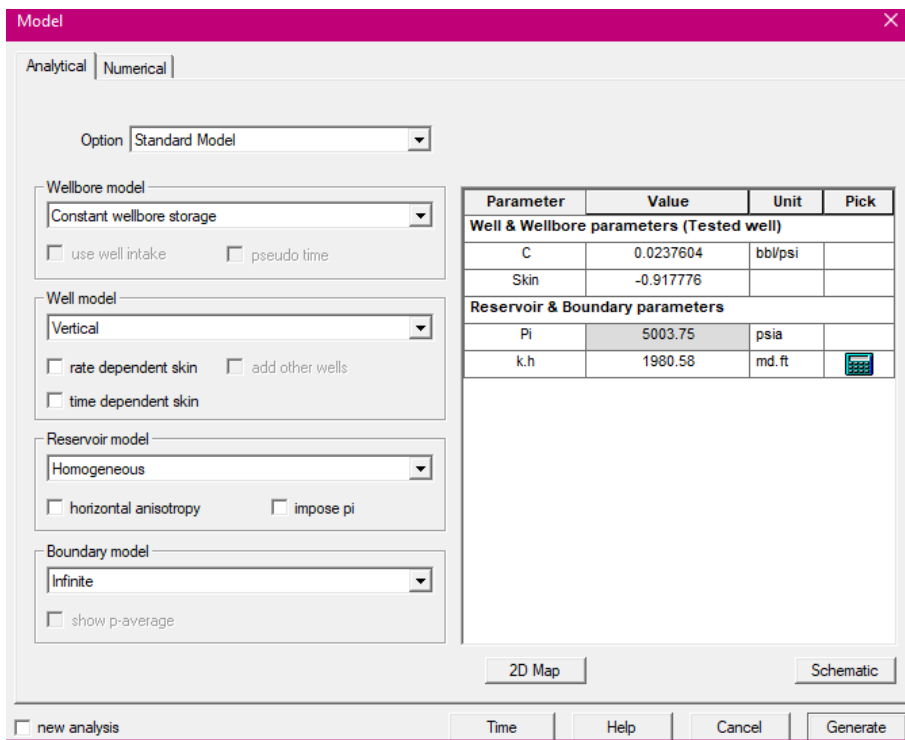 Model
Analytical Numerical
Option Standard Model
Wellbore model
Constant wellbore storage
use well intake pseudo time
Well model
Vertical
rate dependent skin add other wells
time dependent skin
Reservoir model
Homogeneous
horizontal anisotropy impose pi
Boundary model
Infinite
show p-average
Parameter Value Unit Pick
Well & Wellbore parameters (Tested well)
C 0.0237604 bbl/psi
Skin -0.917776
Reservoir & Boundary parameters
Pi 5003.75 psia
k.h 1980.58 md.ft
2D Map Schematic
new analysis Time Help Cancel Generate